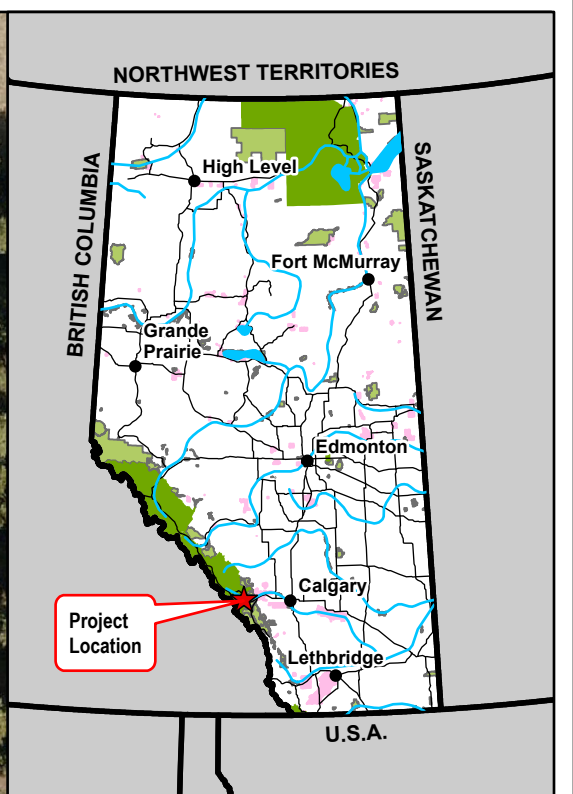 NORTHWEST TERRITORIES
BRITISH COLUMBIA
SASKATCHEWAN
High Level
Fort McMurray
Grande
Prairie
Edmonton
Calgary
Project
Location
Lethbridge
U.S.A.